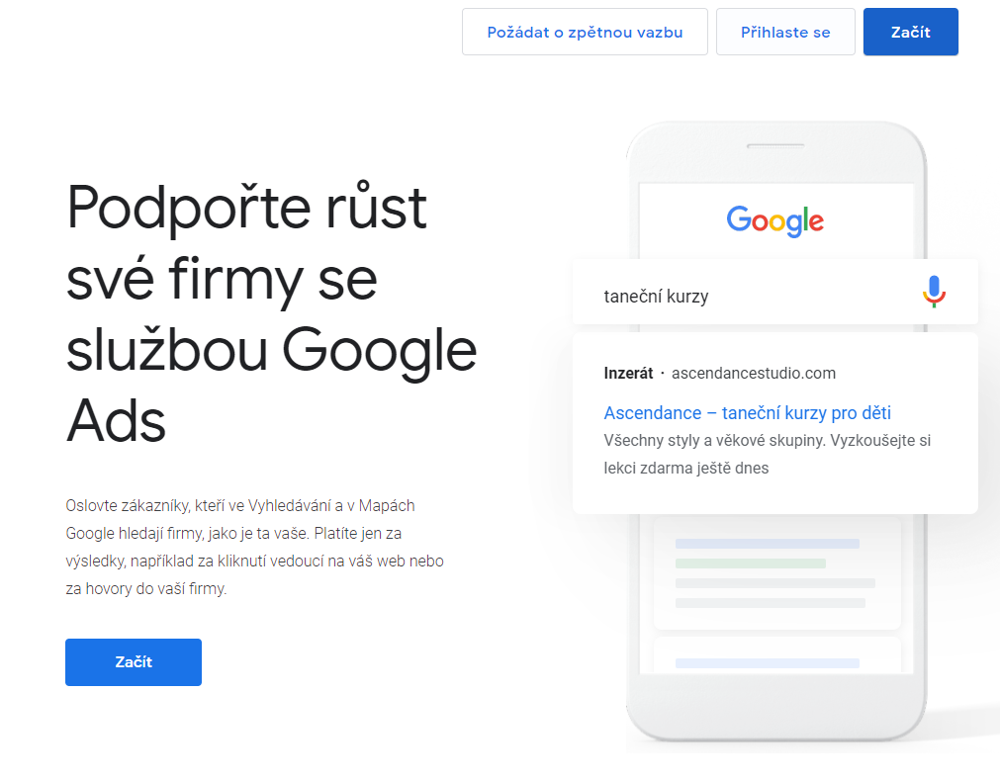 Požádat o zpětnou vazbu
Přihlaste se
Začít
Podpořte růst
své firmy se
službou Google
Ads
Oslovte zákazníky, kteří ve Vyhledávání a v Mapách
Google hledají firmy, jako je ta vaše. Platíte jen za
výsledky, například za kliknutí vedoucí na váš web nebo
za hovory do vaší firmy.
Začít
Google
taneční kurzy
Inzerát · ascendancestudio.com
Ascendance – taneční kurzy pro děti
Všechny styly a věkové skupiny. Vyzkoušejte si
lekci zdarma ještě dnes